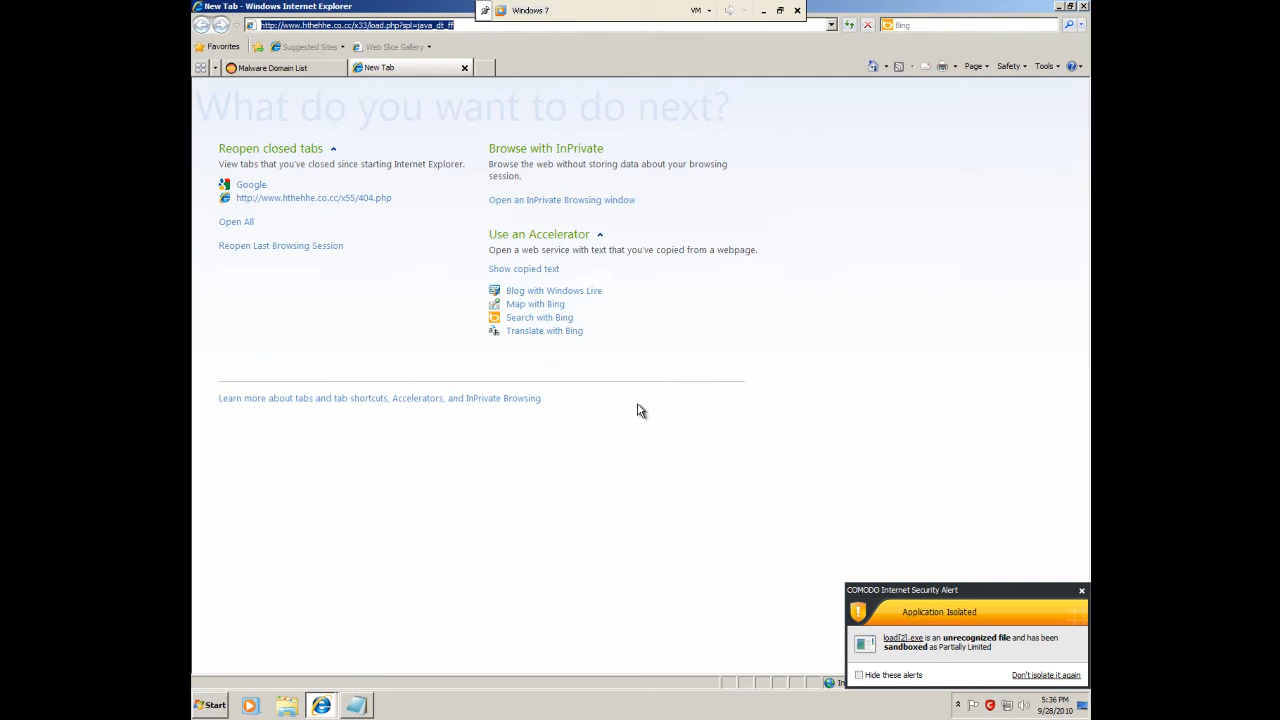 New Tab - Windows Internet Explorer
Windows 7
VM
http://www.hthehhe.co.cc/x33/load.php?spl=java_dt_ff
Bing
Favorites
Suggested Sites
Web Slice Gallery
Malware Domain List
New Tab
Page
Safety
Tools
What do you want to do next?
Reopen closed tabs
View tabs that you've closed since starting Internet Explorer.
Google
http://www.hthehhe.co.cc/x55/404.php
Open All
Reopen Last Browsing Session
Browse with InPrivate
Browse the web without storing data about your browsing
session.
Open an InPrivate Browsing window
Use an Accelerator
Open a web service with text that you've copied from a webpage.
Show copied text
Blog with Windows Live
Map with Bing
Search with Bing
Translate with Bing
Learn more about tabs and tab shortcuts, Accelerators, and InPrivate Browsing
COMODO Internet Security Alert
Application Isolated
load[2].exe is an unrecognized file and has been
sandboxed as Partially Limited
Hide these alerts
Don't isolate it again
In
Start
5:36 PM
9/28/2010